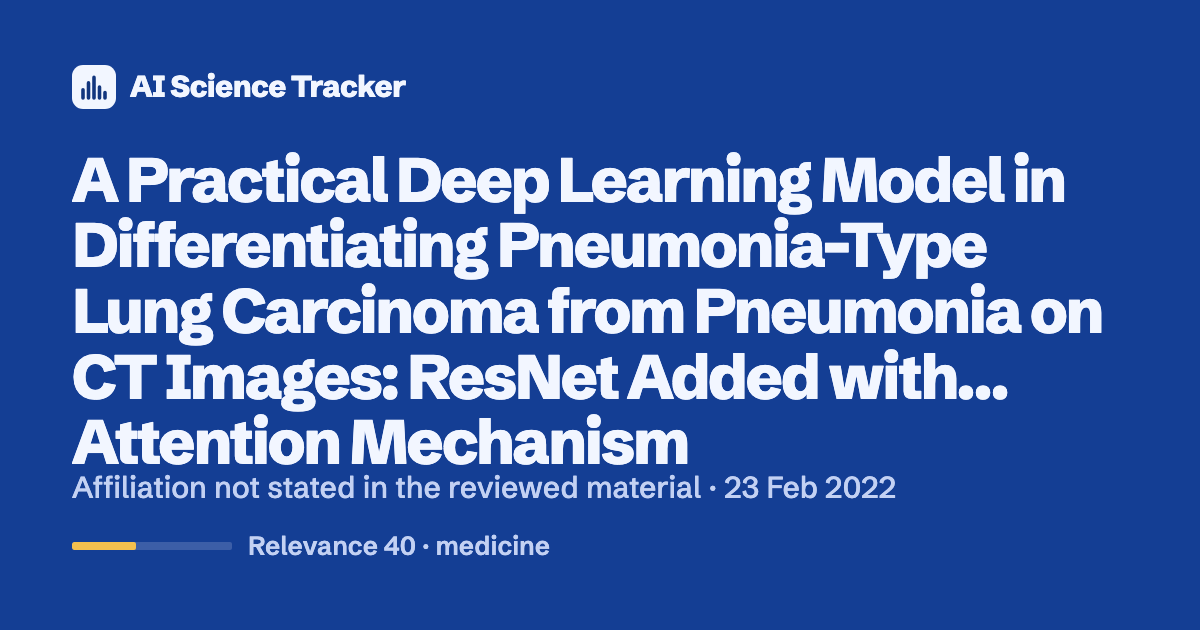 AI Science Tracker
A Practical Deep Learning Model in
Differentiating Pneumonia-Type
Lung Carcinoma from Pneumonia on
CT Images: ResNet Added with...
Attention Mechanism
Affiliation not stated in the reviewed material · 23 Feb 2022
Relevance 40 · medicine